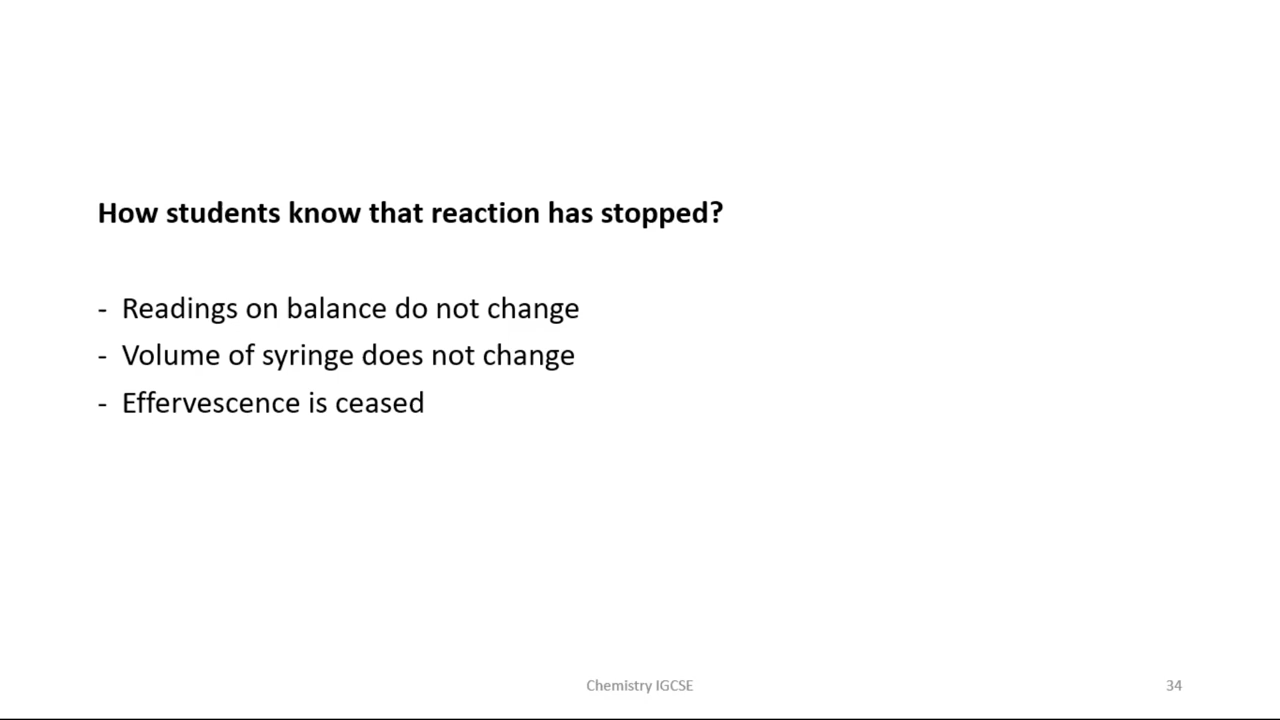 How students know that reaction has stopped?
- Readings on balance do not change
- Volume of syringe does not change
- Effervescence is ceased
Chemistry IGCSE
34